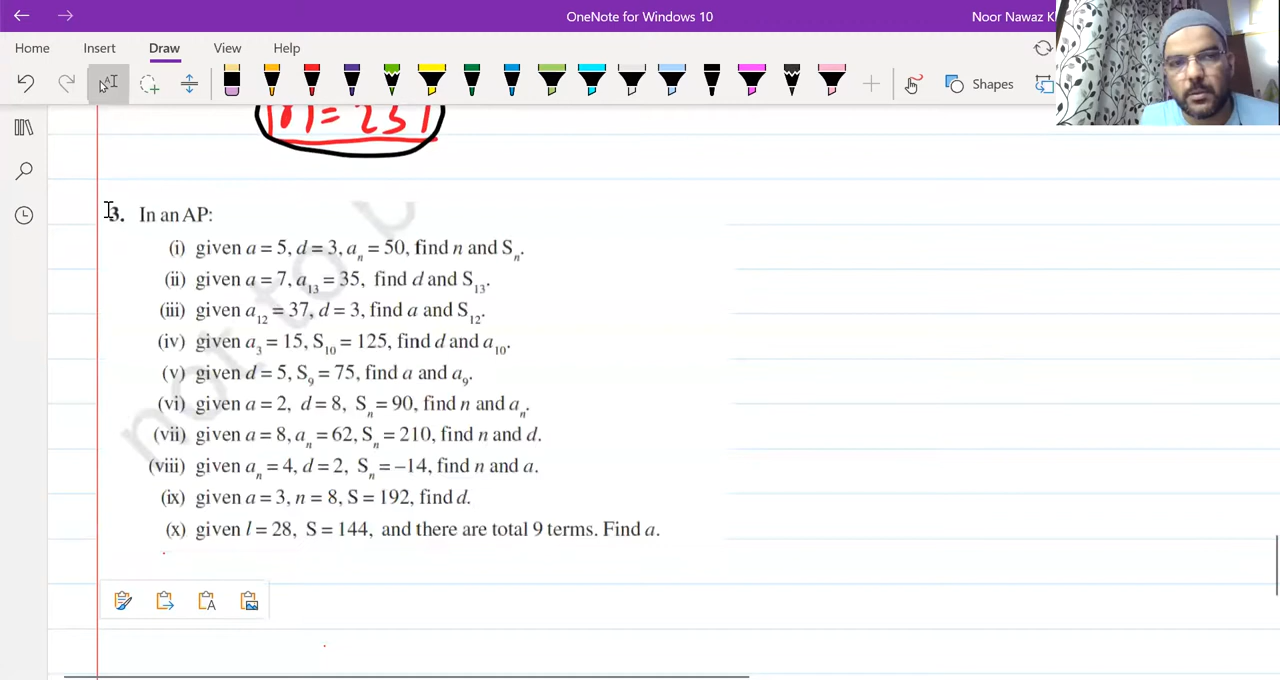 OneNote for Windows 10
Noor Nawaz K
Home Insert Draw View Help
Shapes
= 231
3. In an AP:
(i) given a = 5, d = 3, aₙ = 50, find n and Sₙ.
(ii) given a = 7, a₁₃ = 35, find d and S₁₃.
(iii) given a₁₂ = 37, d = 3, find a and S₁₂.
(iv) given a₃ = 15, S₁₀ = 125, find d and a₁₀.
(v) given d = 5, S₉ = 75, find a and a₉.
(vi) given a = 2, d = 8, Sₙ = 90, find n and aₙ.
(vii) given a = 8, aₙ = 62, Sₙ = 210, find n and d.
(viii) given aₙ = 4, d = 2, Sₙ = –14, find n and a.
(ix) given a = 3, n = 8, S = 192, find d.
(x) given l = 28, S = 144, and there are total 9 terms. Find a.
not to